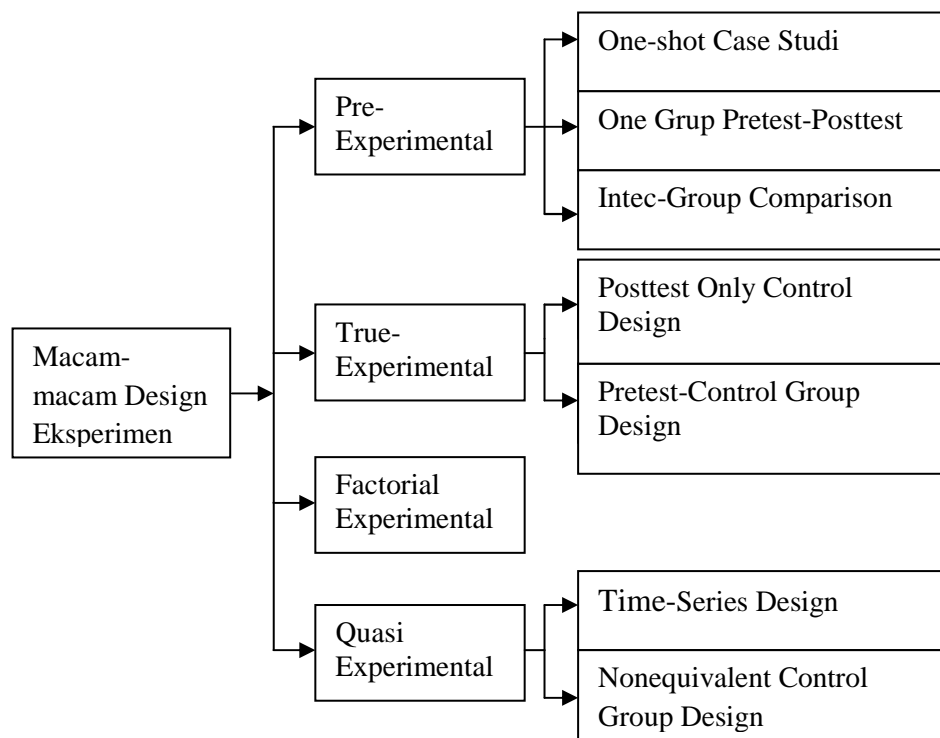 Macam-
macam Design
Eksperimen
Pre-
Experimental
One-shot Case Studi
One Grup Pretest-Posttest
Intec-Group Comparison
True-
Experimental
Posttest Only Control
Design
Pretest-Control Group
Design
Factorial
Experimental
Quasi
Experimental
Time-Series Design
Nonequivalent Control
Group Design